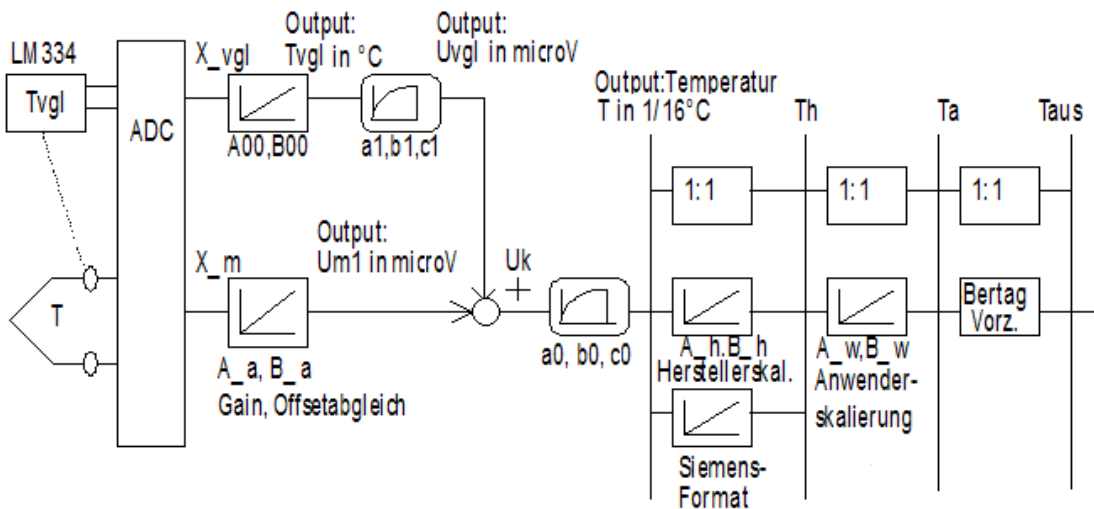 LM334
Tvgl
ADC
X_vgl
Output:
Tvgl in °C
A00,B00
Output:
Uvgl in microV
a1,b1,c1
T
X_m
A_a, B_a
Gain, Offsetabgleich
Output:
Um1 in microV
Uk
a0, b0, c0
Output:Temperatur
T in 1/16°C
Th
Ta
Taus
1:1
1:1
1:1
A_h.B_h
Herstellerskal.
A_w,B_w
Anwender-
skalierung
Bertag
Vorz.
Siemens-
Format